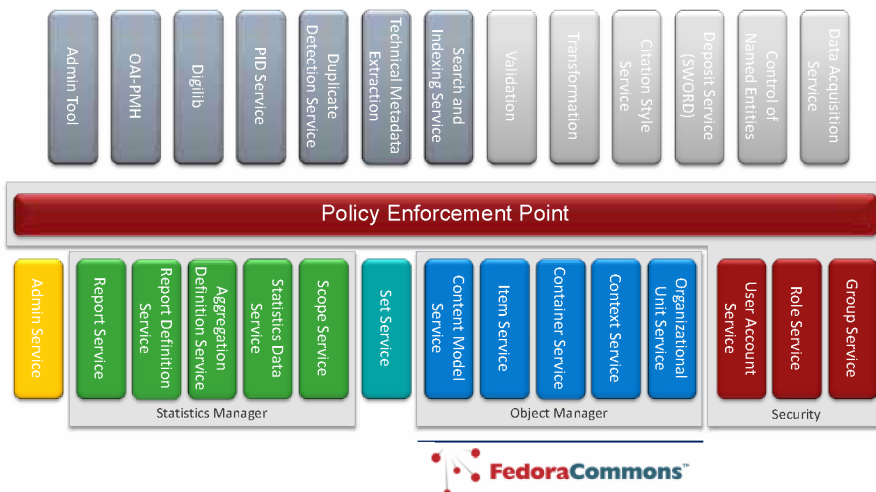 Admin Tool
OAI-PMH
Digilib
PID Service
Duplicate
Detection Service
Technical Metadata
Extraction
Search and
Indexing Service
Validation
Transformation
Citation Style
Service
Deposit Service
(SWORD)
Control of
Named Entities
Data Acquisition
Service
Policy Enforcement Point
Admin Service
Report Service
Report Definition
Service
Aggregation
Definition Service
Statistics Data
Service
Scope Service
Set Service
Content Model
Service
Item Service
Container Service
Context Service
Organizational
Unit Service
User Account
Service
Role Service
Group Service
Statistics Manager
Object Manager
Security
FedoraCommons™